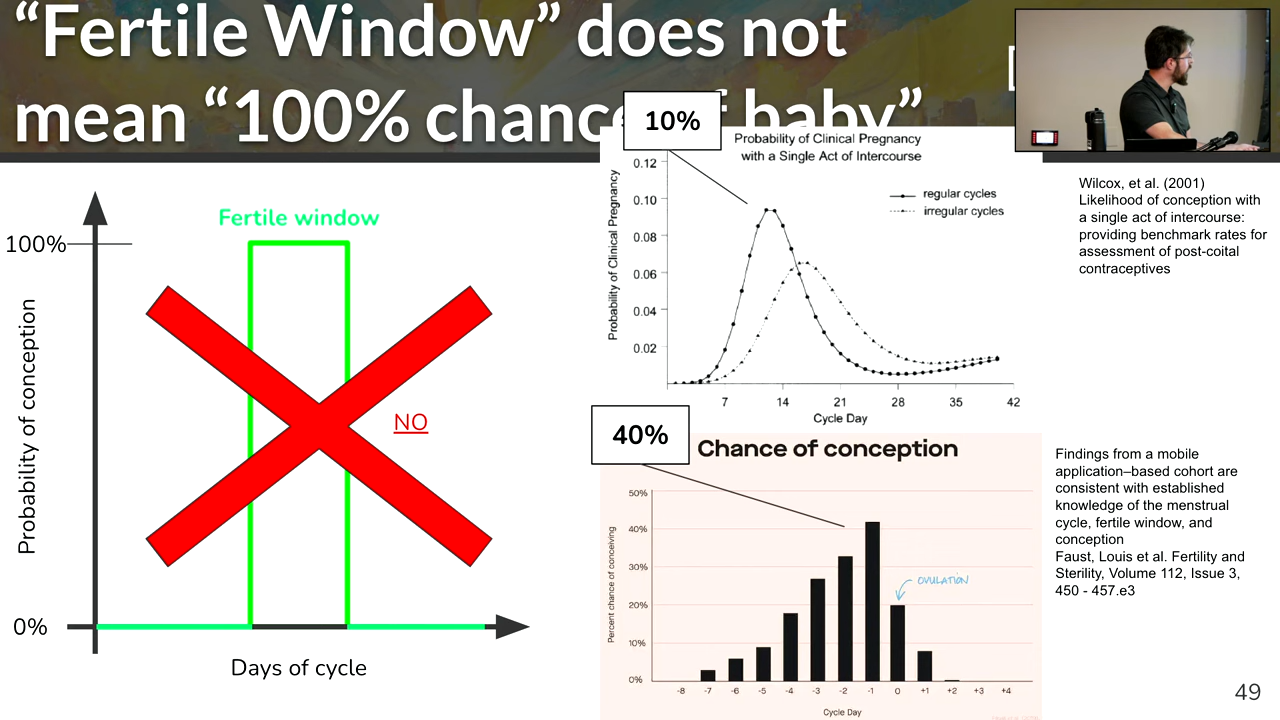 “Fertile Window” does not
mean “100% chance of baby”
10%
Probability of Clinical Pregnancy
with a Single Act of Intercourse
regular cycles
irregular cycles
Probability of Clinical Pregnancy
0.12
0.10
0.08
0.06
0.04
0.02
7 14 21 28 35 42
Cycle Day
Wilcox, et al. (2001)
Likelihood of conception with
a single act of intercourse:
providing benchmark rates for
assessment of post-coital
contraceptives
Fertile window
100%
Probability of conception
NO
0%
Days of cycle
40%
Chance of conception
Percent chance of conceiving
50%
40%
30%
20%
10%
0%
OVULATION
-8 -7 -6 -5 -4 -3 -2 -1 0 +1 +2 +3 +4
Cycle Day
Findings from a mobile
application–based cohort are
consistent with established
knowledge of the menstrual
cycle, fertile window, and
conception
Faust, Louis et al. Fertility and
Sterility, Volume 112, Issue 3,
450 - 457.e3
49